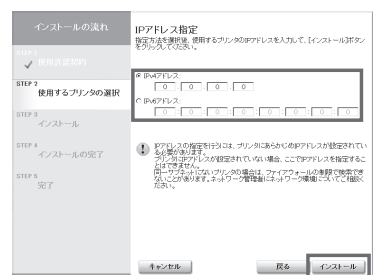 インストールの流れ
STEP 1
使用許諾契約
STEP 2
使用するプリンタの選択
STEP 3
インストール
STEP 4
インストールの完了
STEP 5
完了
IPアドレス指定
指定方法を選択後、使用するプリンタのIPアドレスを入力して、[インストール]ボタン
をクリックしてください。
IPv4アドレス:
0 . 0 . 0 . 0
IPv6アドレス:
0 : 0 : 0 : 0 : 0 : 0 : 0 : 0
IPアドレスの指定を行うには、プリンタにあらかじめIPアドレスが設定されてい
る必要があります。
プリンタにIPアドレスが設定されていない場合、ここでIPアドレスを指定するこ
とはできません。
同一サブネットにないプリンタの場合は、ファイアウォールの制限で検索でき
ないことがあります。ネットワーク管理者にネットワーク環境についてご相談く
ださい。
キャンセル
戻る
インストール